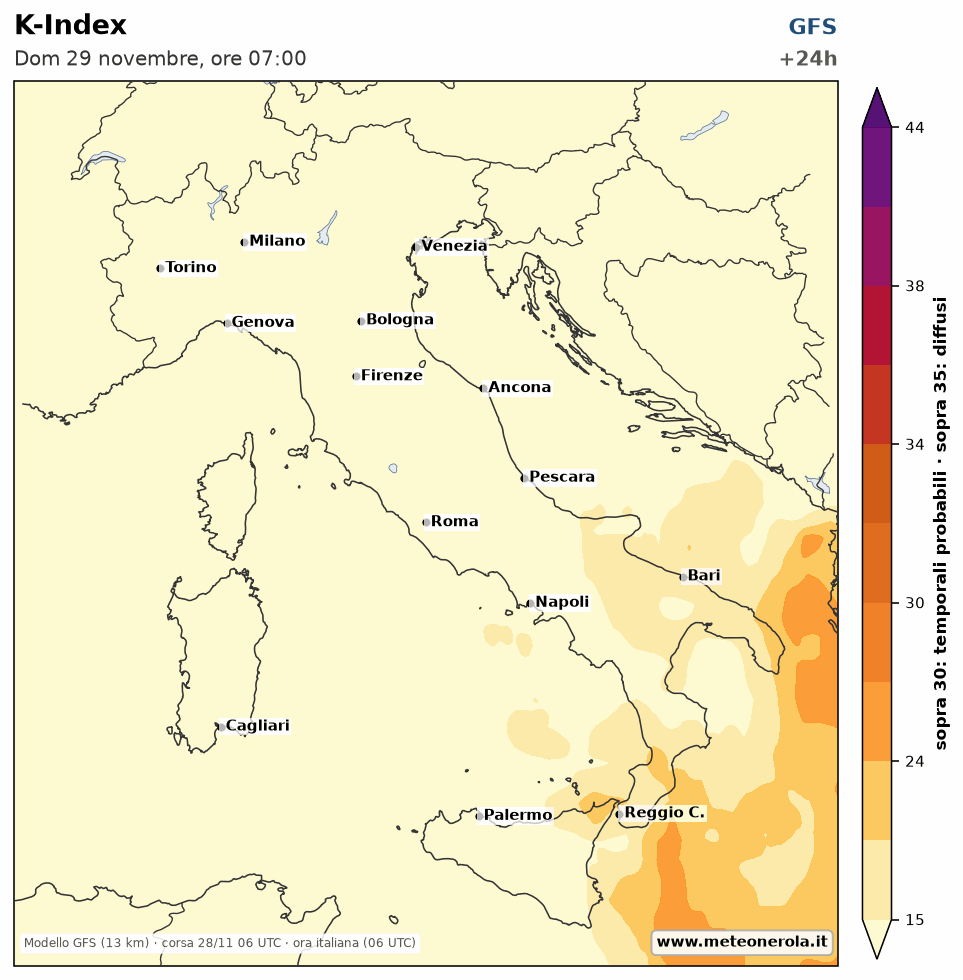 K-Index
GFS
Dom 29 novembre, ore 07:00
+24h
44
38
34
30
24
15
sopra 30: temporali probabili · sopra 35: diffusi
Milano
Venezia
Torino
Genova
Bologna
Firenze
Ancona
Pescara
Roma
Bari
Napoli
Cagliari
Palermo
Reggio C.
Modello GFS (13 km) · corsa 28/11 06 UTC · ora italiana (06 UTC)
www.meteonerola.it